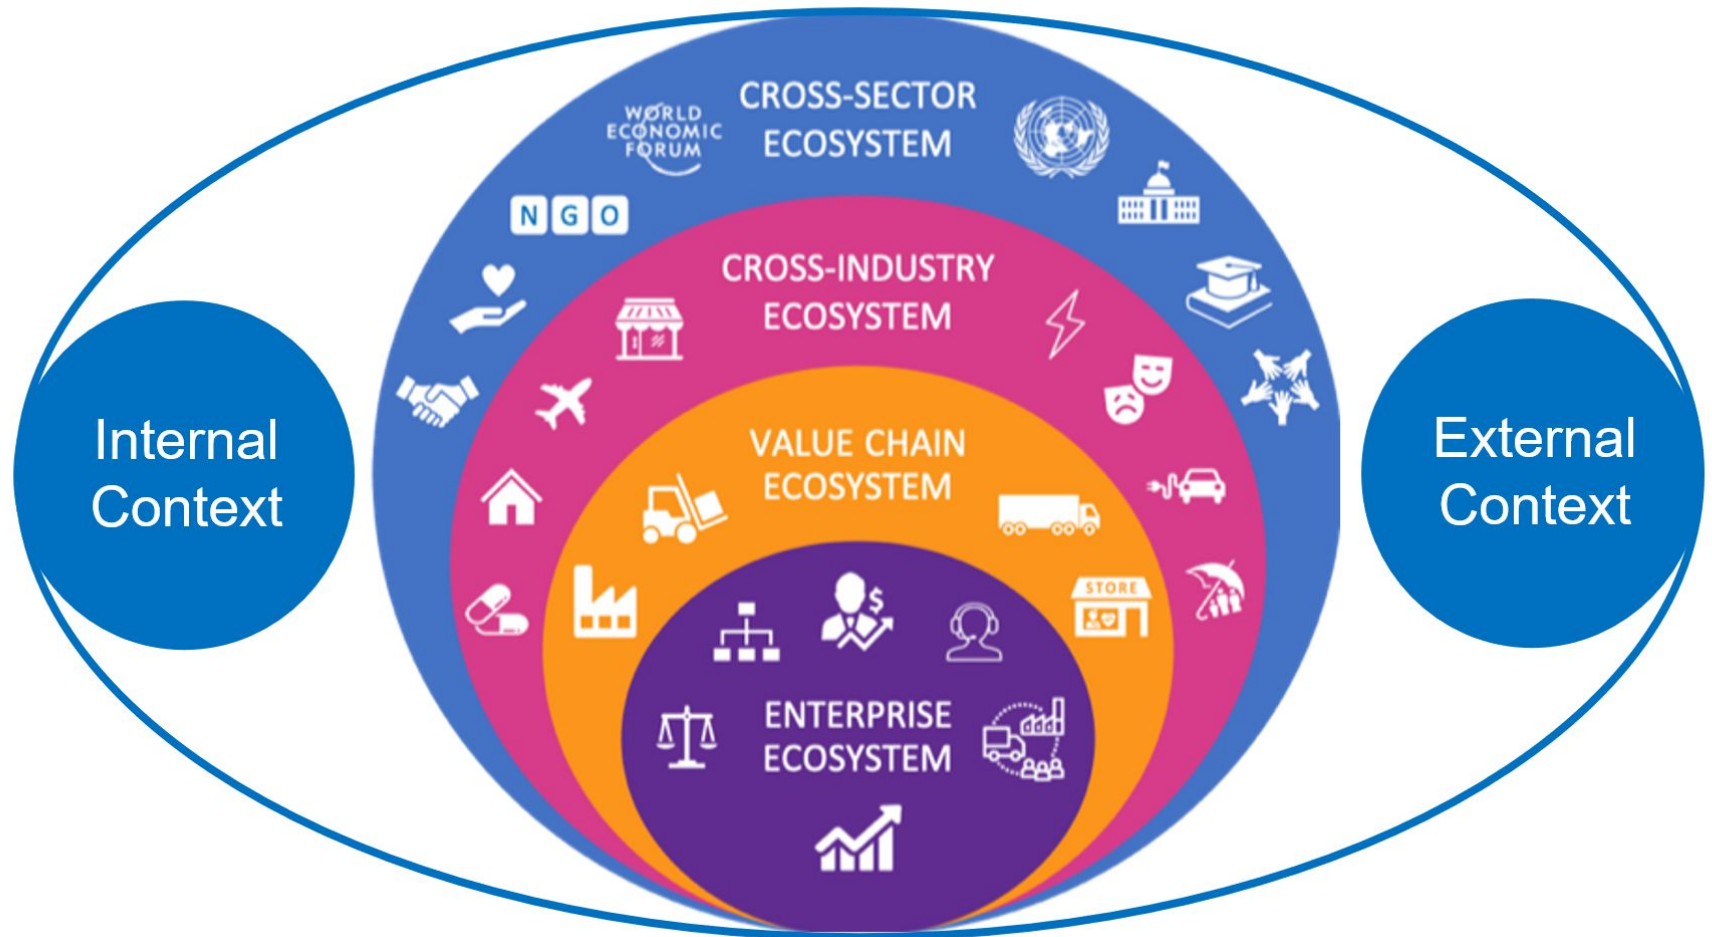 CROSS-SECTOR
ECOSYSTEM
WORLD
ECONOMIC
FORUM
NGO
CROSS-INDUSTRY
ECOSYSTEM
VALUE CHAIN
ECOSYSTEM
STORE
ENTERPRISE
ECOSYSTEM
$
Internal
Context
External
Context